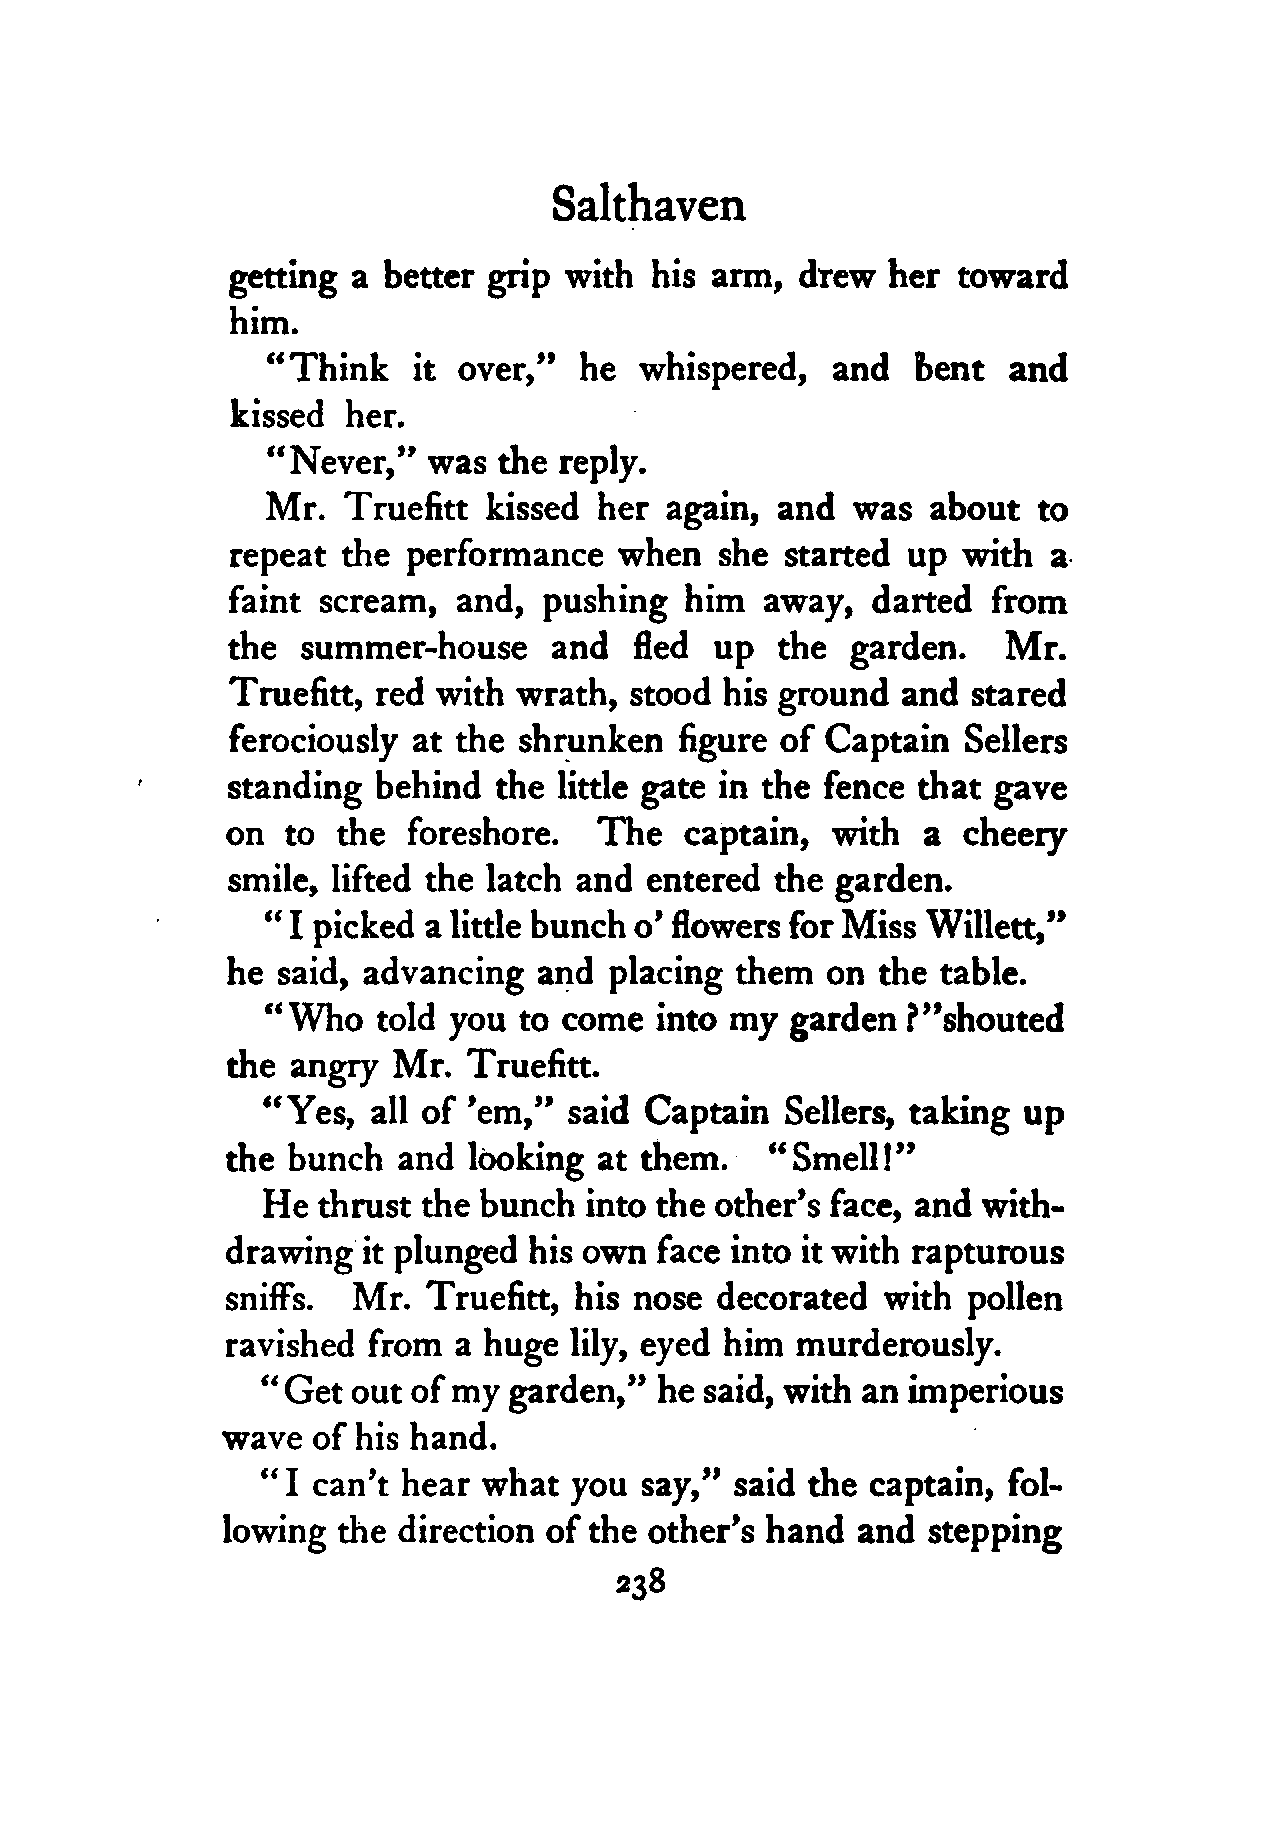 Salthaven
getting a better grip with his arm, drew her toward
him.
"Think it over," he whispered, and bent and
kissed her.
"Never," was the reply.
Mr. Truefitt kissed her again, and was about to
repeat the performance when she started up with a
faint scream, and, pushing him away, darted from
the summer-house and fled up the garden. Mr.
Truefitt, red with wrath, stood his ground and stared
ferociously at the shrunken figure of Captain Sellers
standing behind the little gate in the fence that gave
on to the foreshore. The captain, with a cheery
smile, lifted the latch and entered the garden.
"I picked a little bunch o' flowers for Miss Willett,"
he said, advancing and placing them on the table.
"Who told you to come into my garden?" shouted
the angry Mr. Truefitt.
"Yes, all of 'em," said Captain Sellers, taking up
the bunch and looking at them. "Smell!"
He thrust the bunch into the other's face, and with-
drawing it plunged his own face into it with rapturous
sniffs. Mr. Truefitt, his nose decorated with pollen
ravished from a huge lily, eyed him murderously.
"Get out of my garden," he said, with an imperious
wave of his hand.
"I can't hear what you say," said the captain, fol-
lowing the direction of the other's hand and stepping
238